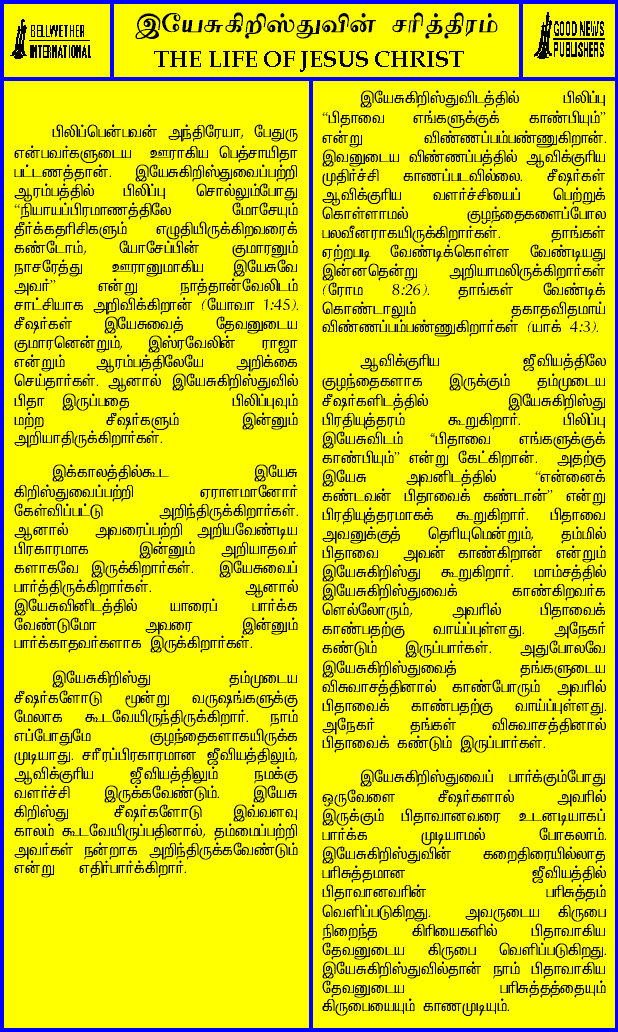 BELLWETHER
INTERNATIONAL
இயேசுகிறிஸ்துவின் சரித்திரம்
THE LIFE OF JESUS CHRIST
GOOD NEWS
PUBLISHERS
பிலிப்பென்பவன் அந்திரேயா, பேதுரு
என்பவர்களுடைய ஊராகிய பெத்சாயிதா
பட்டணத்தான். இயேசுகிறிஸ்துவைப்பற்றி
ஆரம்பத்தில் பிலிப்பு சொல்லும்போது
“நியாயப்பிரமாணத்திலே மோசேயும்
தீர்க்கதரிசிகளும் எழுதியிருக்கிறவரைக்
கண்டோம், யோசேப்பின் குமாரனும்
நாசரேத்து ஊரானுமாகிய இயேசுவே
அவர்” என்று நாத்தான்வேலிடம்
சாட்சியாக அறிவிக்கிறான் (யோவா 1:45).
சீஷர்கள் இயேசுவைத் தேவனுடைய
குமாரனென்றும், இஸ்ரவேலின் ராஜா
என்றும் ஆரம்பத்திலேயே அறிக்கை
செய்தார்கள். ஆனால் இயேசுகிறிஸ்துவில்
பிதா இருப்பதை பிலிப்புவும்
மற்ற சீஷர்களும் இன்னும்
அறியாதிருக்கிறார்கள்.
இக்காலத்தில்கூட இயேசு
கிறிஸ்துவைப்பற்றி ஏராளமானோர்
கேள்விப்பட்டு அறிந்திருக்கிறார்கள்.
ஆனால் அவரைப்பற்றி அறியவேண்டிய
பிரகாரமாக இன்னும் அறியாதவர்
களாகவே இருக்கிறார்கள். இயேசுவைப்
பார்த்திருக்கிறார்கள். ஆனால்
இயேசுவினிடத்தில் யாரைப் பார்க்க
வேண்டுமோ அவரை இன்னும்
பார்க்காதவர்களாக இருக்கிறார்கள்.
இயேசுகிறிஸ்து தம்முடைய
சீஷர்களோடு மூன்று வருஷங்களுக்கு
மேலாக கூடவேயிருந்திருக்கிறார். நாம்
எப்போதுமே குழந்தைகளாகயிருக்க
முடியாது. சரீரப்பிரகாரமான ஜீவியத்திலும்,
ஆவிக்குரிய ஜீவியத்திலும் நமக்கு
வளர்ச்சி இருக்கவேண்டும். இயேசு
கிறிஸ்து சீஷர்களோடு இவ்வளவு
காலம் கூடவேயிருப்பதினால், தம்மைப்பற்றி
அவர்கள் நன்றாக அறிந்திருக்கவேண்டும்
என்று எதிர்பார்க்கிறார்.
இயேசுகிறிஸ்துவிடத்தில் பிலிப்பு
“பிதாவை எங்களுக்குக் காண்பியும்”
என்று விண்ணப்பம்பண்ணுகிறான்.
இவனுடைய விண்ணப்பத்தில் ஆவிக்குரிய
முதிர்ச்சி காணப்படவில்லை. சீஷர்கள்
ஆவிக்குரிய வளர்ச்சியைப் பெற்றுக்
கொள்ளாமல் குழந்தைகளைப்போல
பலவீனராகயிருக்கிறார்கள். தாங்கள்
ஏற்றபடி வேண்டிக்கொள்ள வேண்டியது
இன்னதென்று அறியாமலிருக்கிறார்கள்
(ரோம 8:26). தாங்கள் வேண்டிக்
கொண்டாலும் தகாதவிதமாய்
விண்ணப்பம்பண்ணுகிறார்கள் (யாக் 4:3).
ஆவிக்குரிய ஜீவியத்திலே
குழந்தைகளாக இருக்கும் தம்முடைய
சீஷர்களிடத்தில் இயேசுகிறிஸ்து
பிரதியுத்தரம் கூறுகிறார். பிலிப்பு
இயேசுவிடம் “பிதாவை எங்களுக்குக்
காண்பியும்” என்று கேட்கிறான். அதற்கு
இயேசு அவனிடத்தில் “என்னைக்
கண்டவன் பிதாவைக் கண்டான்” என்று
பிரதியுத்தரமாகக் கூறுகிறார். பிதாவை
அவனுக்குத் தெரியுமென்றும், தம்மில்
பிதாவை அவன் காண்கிறான் என்றும்
இயேசுகிறிஸ்து கூறுகிறார். மாம்சத்தில்
இயேசுகிறிஸ்துவைக் காண்கிறவர்க
ளெல்லோரும், அவரில் பிதாவைக்
காண்பதற்கு வாய்ப்புள்ளது. அநேகர்
கண்டும் இருப்பார்கள். அதுபோலவே
இயேசுகிறிஸ்துவைத் தங்களுடைய
விசுவாசத்தினால் காண்போரும் அவரில்
பிதாவைக் காண்பதற்கு வாய்ப்புள்ளது.
அநேகர் தங்கள் விசுவாசத்தினால்
பிதாவைக் கண்டும் இருப்பார்கள்.
இயேசுகிறிஸ்துவைப் பார்க்கும்போது
ஒருவேளை சீஷர்களால் அவரில்
இருக்கும் பிதாவானவரை உடனடியாகப்
பார்க்க முடியாமல் போகலாம்.
இயேசுகிறிஸ்துவின் கறைதிரையில்லாத
பரிசுத்தமான ஜீவியத்தில்
பிதாவானவரின் பரிசுத்தம்
வெளிப்படுகிறது. அவருடைய கிருபை
நிறைந்த கிரியைகளில் பிதாவாகிய
தேவனுடைய கிருபை வெளிப்படுகிறது.
இயேசுகிறிஸ்துவில்தான் நாம் பிதாவாகிய
தேவனுடைய பரிசுத்தத்தையும்
கிருபையையும் காணமுடியும்.